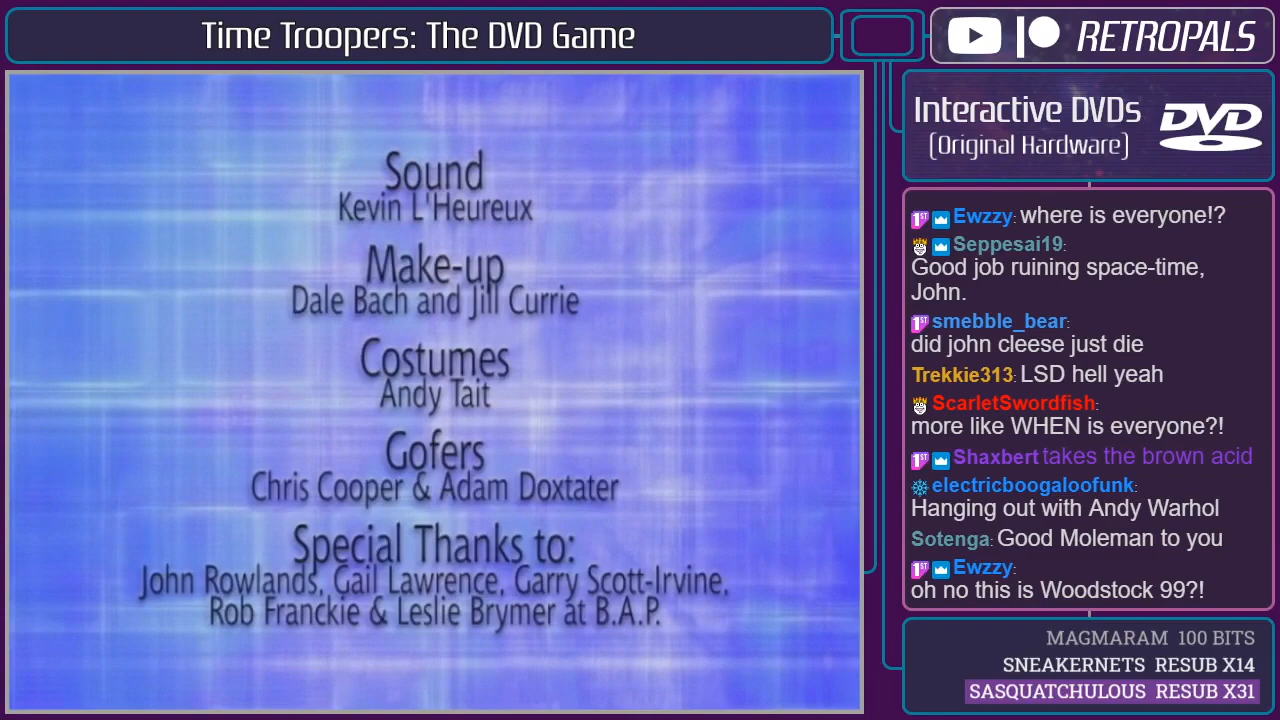 Time Troopers: The DVD Game
RETROPALS
Interactive DVDs
(Original Hardware)
DVD
Sound
Kevin L'Heureux
Make-up
Dale Bach and Jill Currie
Costumes
Andy Tait
Gofers
Chris Cooper & Adam Doxtater
Special Thanks to:
John Rowlands, Gail Lawrence, Garry Scott-Irvine,
Rob Franckie & Leslie Brymer at B.A.P.
1ST Ewzzy: where is everyone!?
Seppesai19:
Good job ruining space-time,
John.
1ST smebble_bear:
did john cleese just die
Trekkie313: LSD hell yeah
ScarletSwordfish:
more like WHEN is everyone?!
1ST Shaxbert takes the brown acid
electricboogaloofunk:
Hanging out with Andy Warhol
Sotenga: Good Moleman to you
1ST Ewzzy:
oh no this is Woodstock 99?!
MAGMARAM 100 BITS
SNEAKERNETS RESUB X14
SASQUATCHULOUS RESUB X31